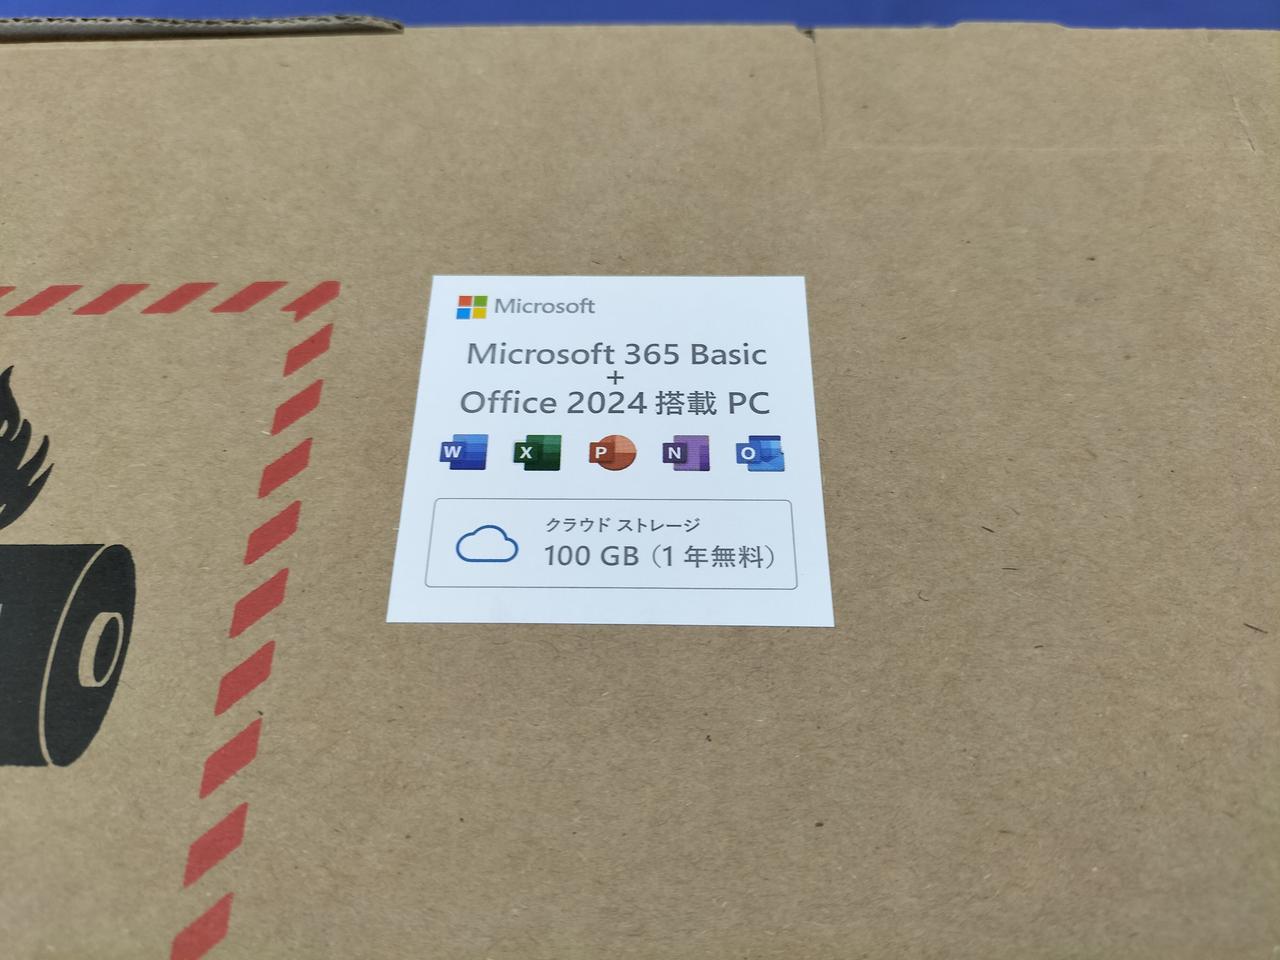 Microsoft
Microsoft 365 Basic
+
Office 2024 搭載 PC
W X P N O
クラウド ストレージ
100 GB（1 年無料）